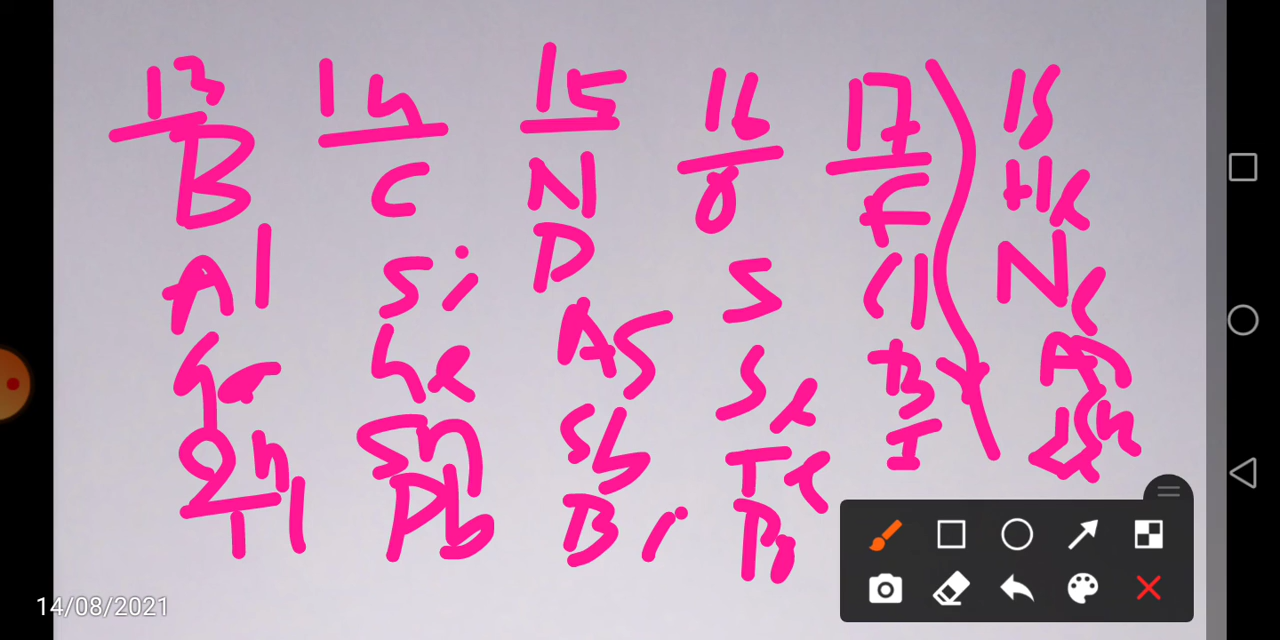 13 14 15 16 17 18
B C N O F He
Al Si P S Cl Ne
Ga Ge As Se Br Ar
In Sn Sb Te I
Tl Pb Bi Po
14/08/2021